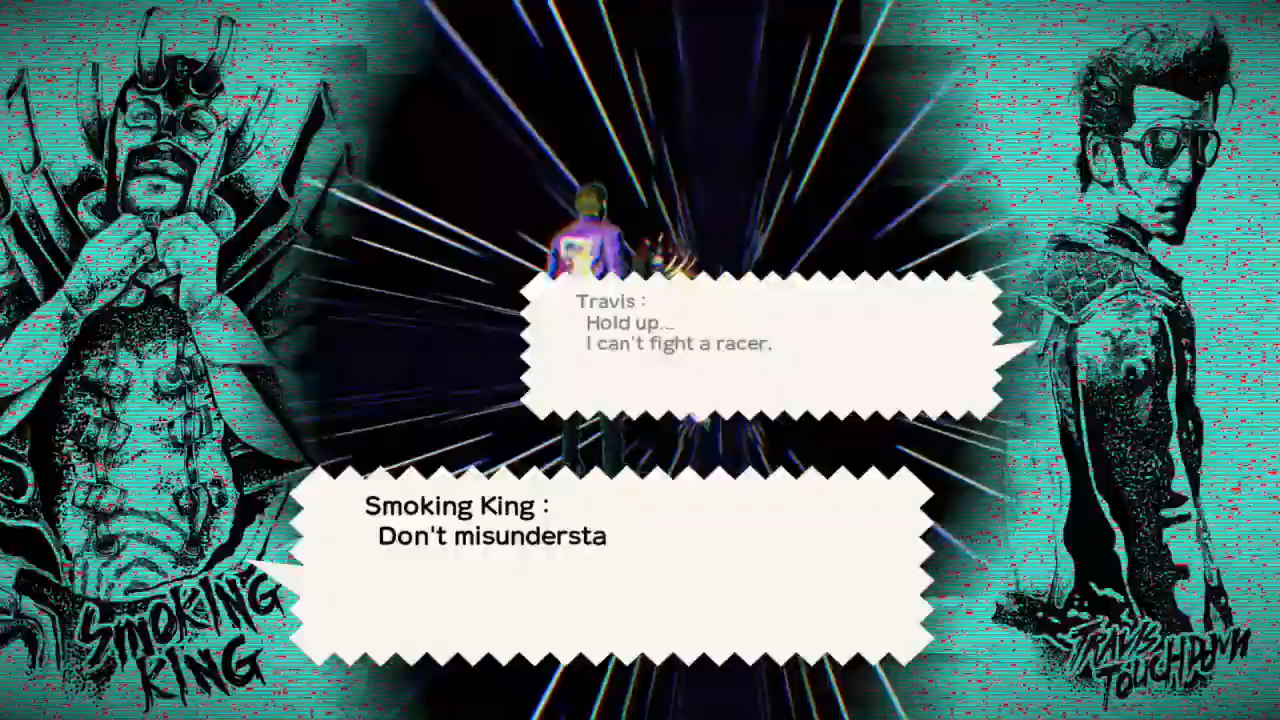 Travis :
Hold up...
I can't fight a racer.
Smoking King :
Don't misundersta
SMOKING
KING
TRAVIS
TOUCHDOWN